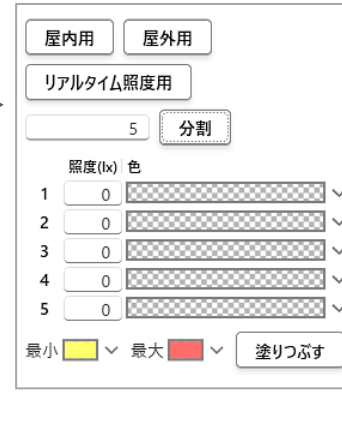 屋内用 屋外用
リアルタイム照度用
5 分割
照度(lx) 色
1 0
2 0
3 0
4 0
5 0
最小 最大 塗りつぶす